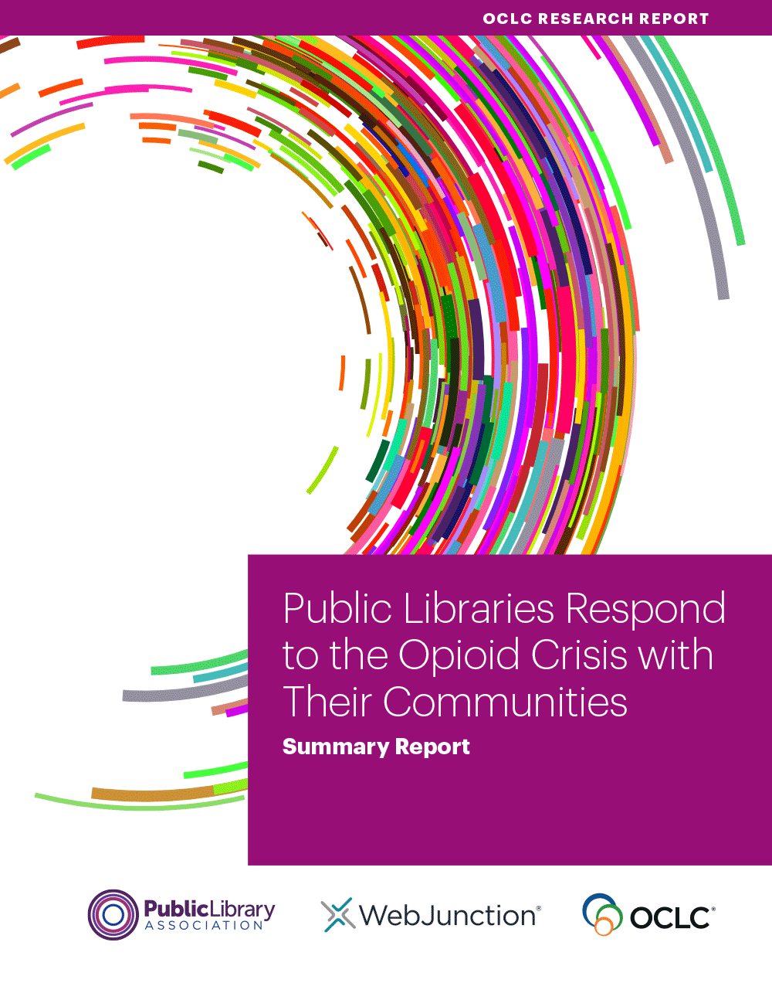 OCLC RESEARCH REPORT
Public Libraries Respond
to the Opioid Crisis with
Their Communities
Summary Report
PublicLibrary
ASSOCIATION
WebJunction®
OCLC®